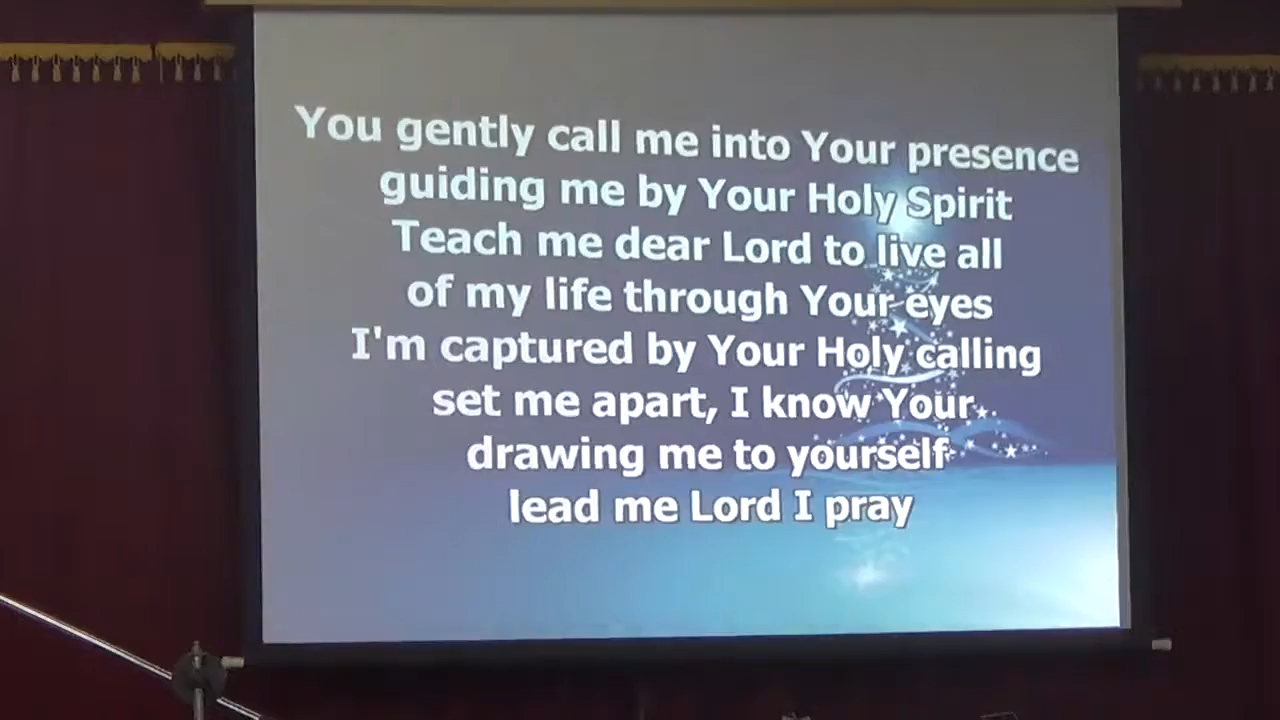 You gently call me into Your presence
guiding me by Your Holy Spirit
Teach me dear Lord to live all
of my life through Your eyes
I'm captured by Your Holy calling
set me apart, I know Your
drawing me to yourself
lead me Lord I pray